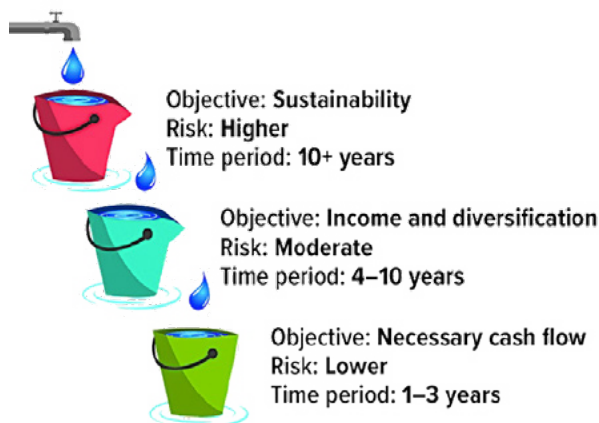 Objective: Sustainability
Risk: Higher
Time period: 10+ years
Objective: Income and diversification
Risk: Moderate
Time period: 4–10 years
Objective: Necessary cash flow
Risk: Lower
Time period: 1–3 years